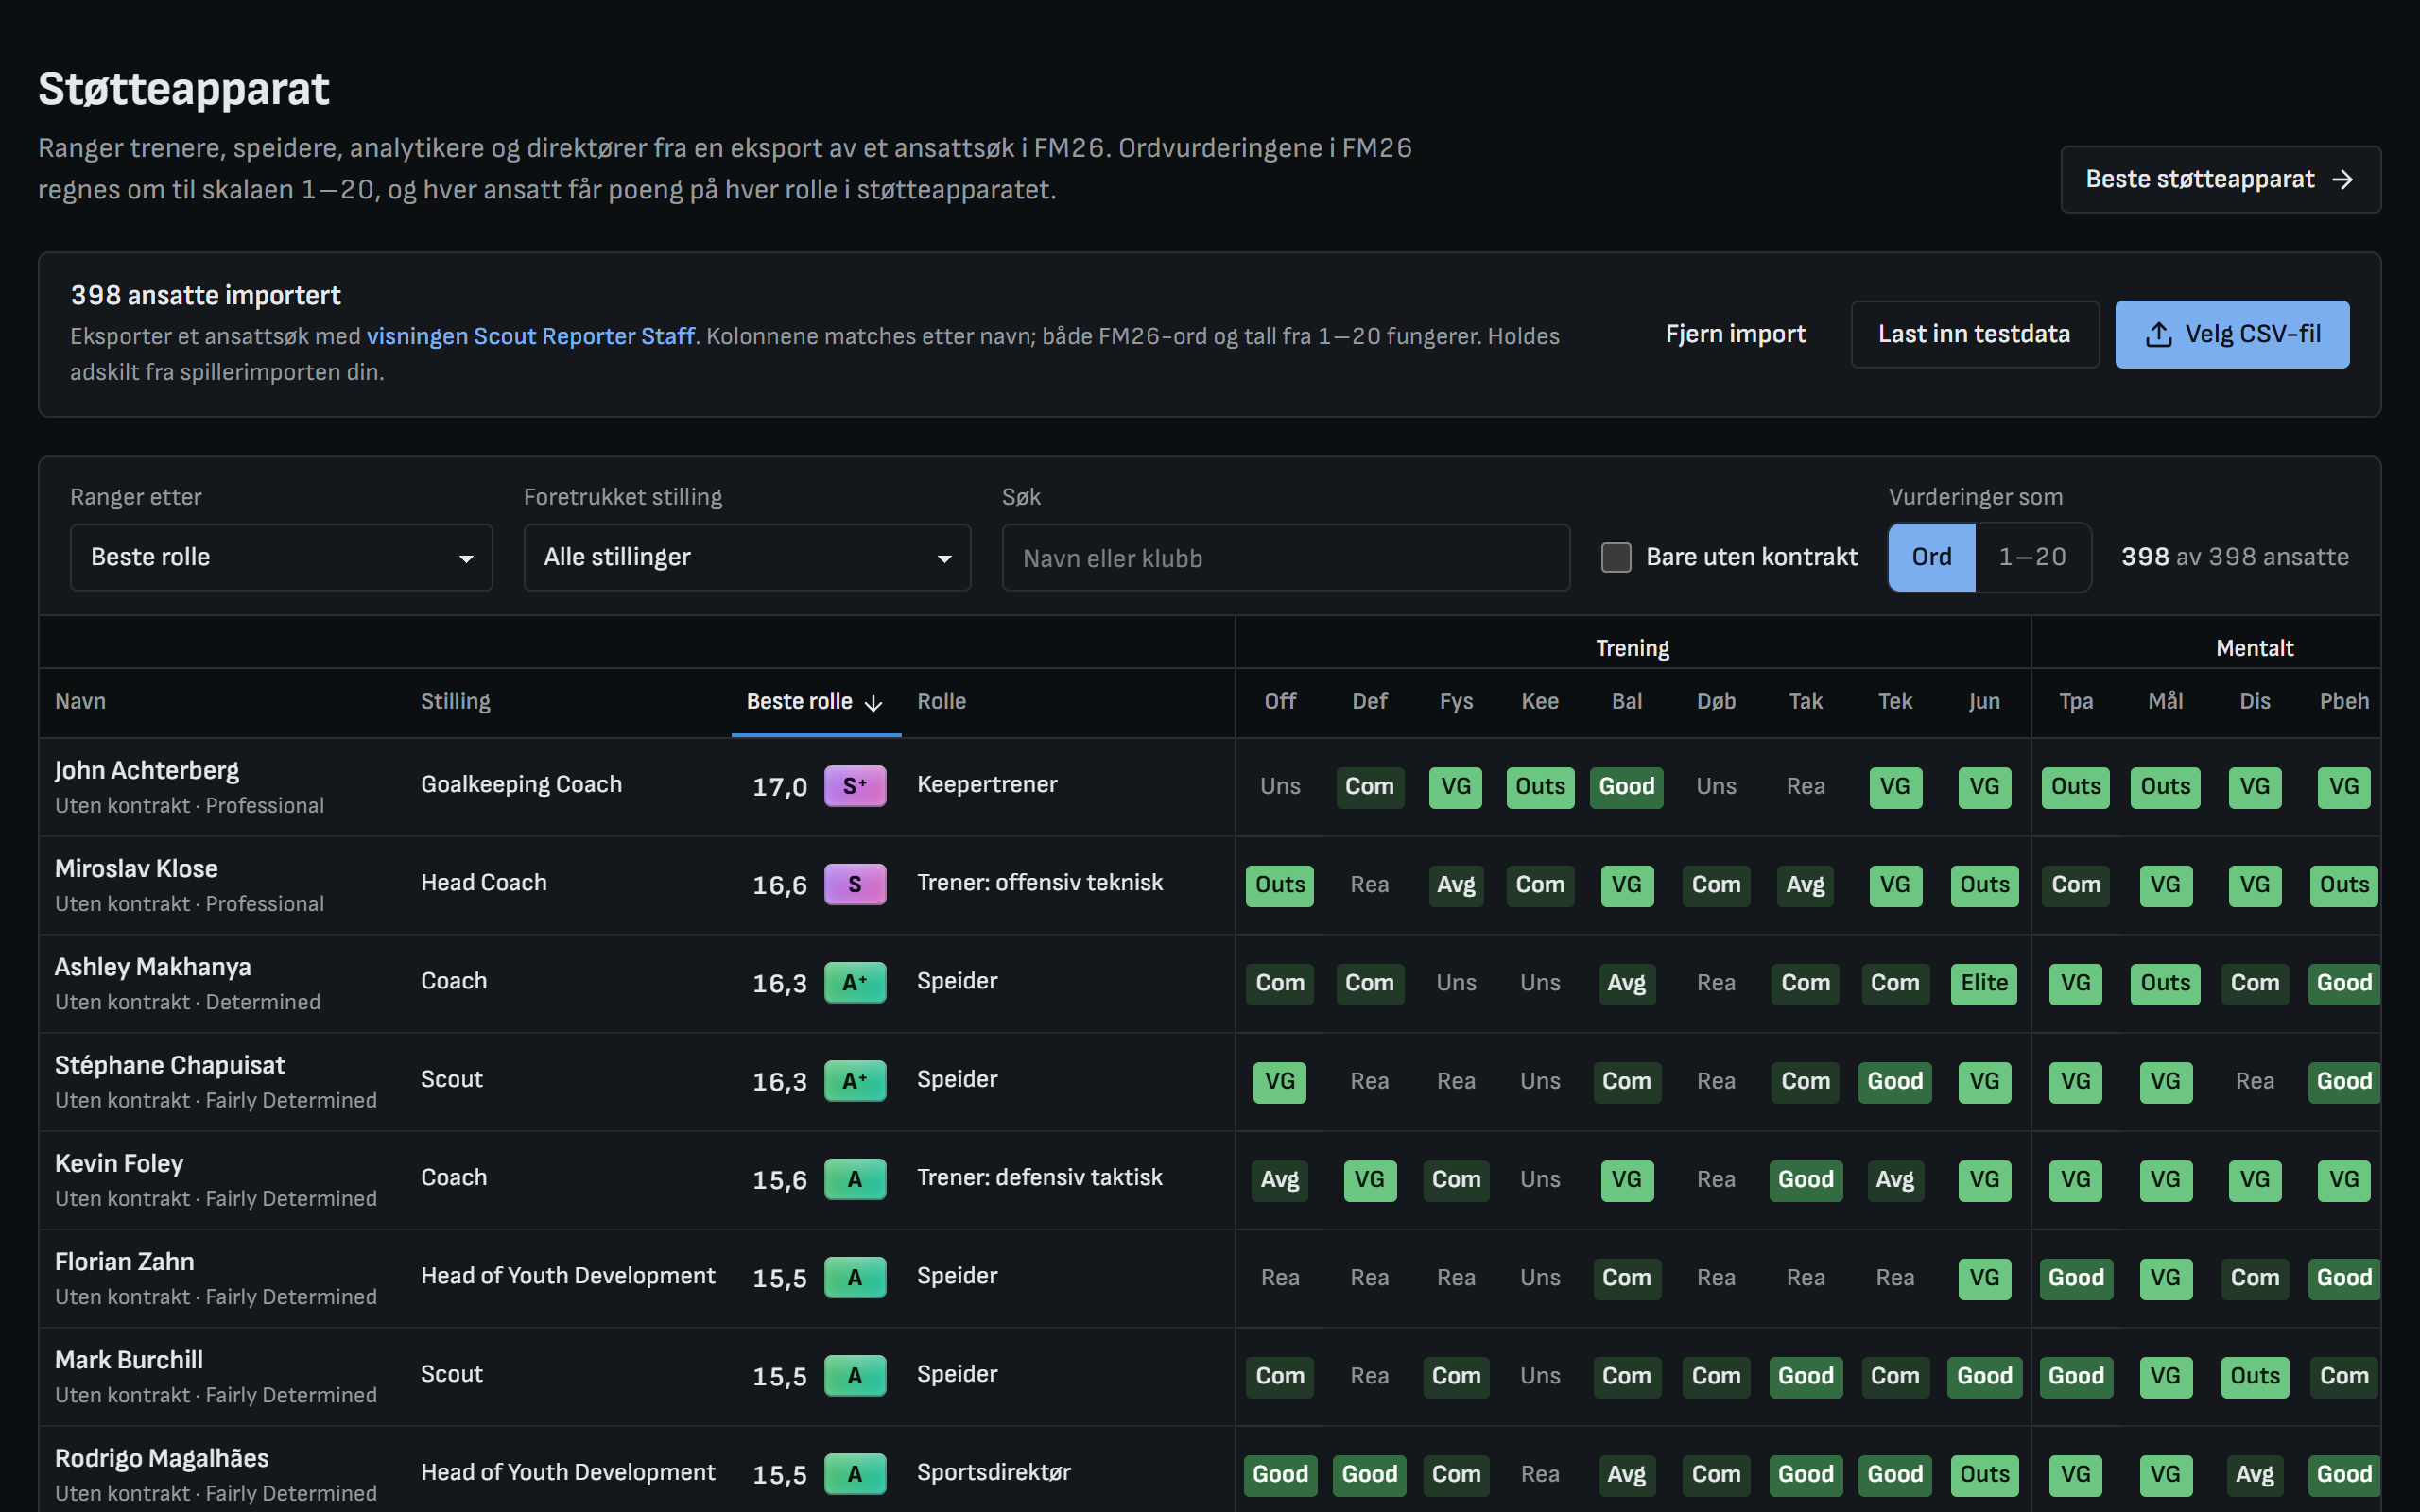 Støtteapparat
Ranger trenere, speidere, analytikere og direktører fra en eksport av et ansattsøk i FM26. Ordvurderingene i FM26
regnes om til skalaen 1–20, og hver ansatt får poeng på hver rolle i støtteapparatet.
Beste støtteapparat →
398 ansatte importert
Eksporter et ansattsøk med visningen Scout Reporter Staff. Kolonnene matches etter navn; både FM26-ord og tall fra 1–20 fungerer. Holdes
adskilt fra spillerimporten din.
Fjern import Last inn testdata Velg CSV-fil
Ranger etter Foretrukket stilling Søk Vurderinger som
Beste rolle Alle stillinger Navn eller klubb Bare uten kontrakt Ord 1–20 398 av 398 ansatte
Trening Mentalt
Navn Stilling Beste rolle ↓ Rolle Off Def Fys Kee Bal Døb Tak Tek Jun Tpa Mål Dis Pbeh
John Achterberg
Uten kontrakt · Professional
Goalkeeping Coach 17,0 S⁺ Keepertrener Uns Com VG Outs Good Uns Rea VG VG Outs Outs VG VG
Miroslav Klose
Uten kontrakt · Professional
Head Coach 16,6 S Trener: offensiv teknisk Outs Rea Avg Com VG Com Avg VG Outs Com VG VG Outs
Ashley Makhanya
Uten kontrakt · Determined
Coach 16,3 A⁺ Speider Com Com Uns Uns Avg Rea Com Com Elite VG Outs Com Good
Stéphane Chapuisat
Uten kontrakt · Fairly Determined
Scout 16,3 A⁺ Speider VG Rea Rea Uns Com Rea Com Good VG VG VG Rea Good
Kevin Foley
Uten kontrakt · Fairly Determined
Coach 15,6 A Trener: defensiv taktisk Avg VG Com Uns VG Rea Good Avg VG VG VG VG VG
Florian Zahn
Uten kontrakt · Fairly Determined
Head of Youth Development 15,5 A Speider Rea Rea Rea Uns Com Rea Rea Rea VG Good VG Com Good
Mark Burchill
Uten kontrakt · Fairly Determined
Scout 15,5 A Speider Com Rea Com Uns Com Com Good Com Good Good VG Outs Com
Rodrigo Magalhães
Uten kontrakt · Fairly Determined
Head of Youth Development 15,5 A Sportsdirektør Good Good Com Rea Avg Com Good Good Outs VG VG Avg Good